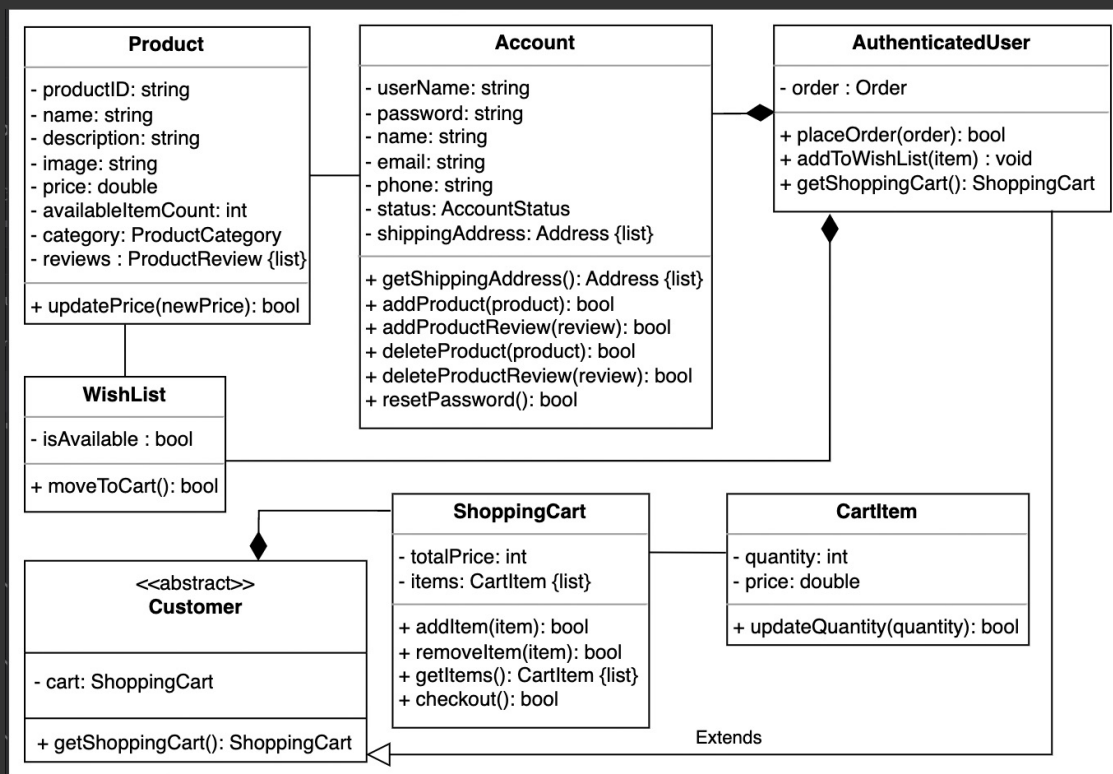 Product
- productID: string
- name: string
- description: string
- image: string
- price: double
- availableItemCount: int
- category: ProductCategory
- reviews : ProductReview {list}
+ updatePrice(newPrice): bool
Account
- userName: string
- password: string
- name: string
- email: string
- phone: string
- status: AccountStatus
- shippingAddress: Address {list}
+ getShippingAddress(): Address {list}
+ addProduct(product): bool
+ addProductReview(review): bool
+ deleteProduct(product): bool
+ deleteProductReview(review): bool
+ resetPassword(): bool
AuthenticatedUser
- order : Order
+ placeOrder(order): bool
+ addToWishList(item) : void
+ getShoppingCart(): ShoppingCart
WishList
- isAvailable : bool
+ moveToCart(): bool
ShoppingCart
- totalPrice: int
- items: CartItem {list}
+ addItem(item): bool
+ removeItem(item): bool
+ getItems(): CartItem {list}
+ checkout(): bool
CartItem
- quantity: int
- price: double
+ updateQuantity(quantity): bool
<<abstract>>
Customer
- cart: ShoppingCart
+ getShoppingCart(): ShoppingCart
Extends